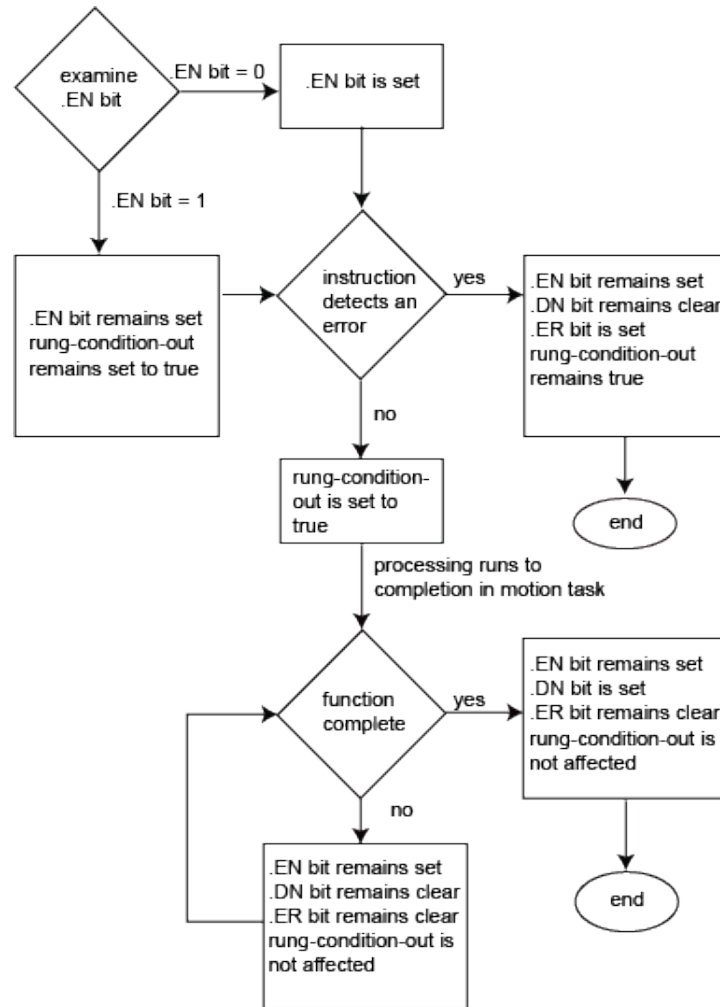 examine
.EN bit
.EN bit = 0
.EN bit is set
.EN bit = 1
.EN bit remains set
rung-condition-out
remains set to true
instruction
detects an
error
yes
.EN bit remains set
.DN bit remains clear
.ER bit is set
rung-condition-out
remains true
end
no
rung-condition-
out is set to
true
processing runs to
completion in motion task
function
complete
yes
.EN bit remains set
.DN bit is set
.ER bit remains clear
rung-condition-out is
not affected
end
no
.EN bit remains set
.DN bit remains clear
.ER bit remains clear
rung-condition-out is
not affected